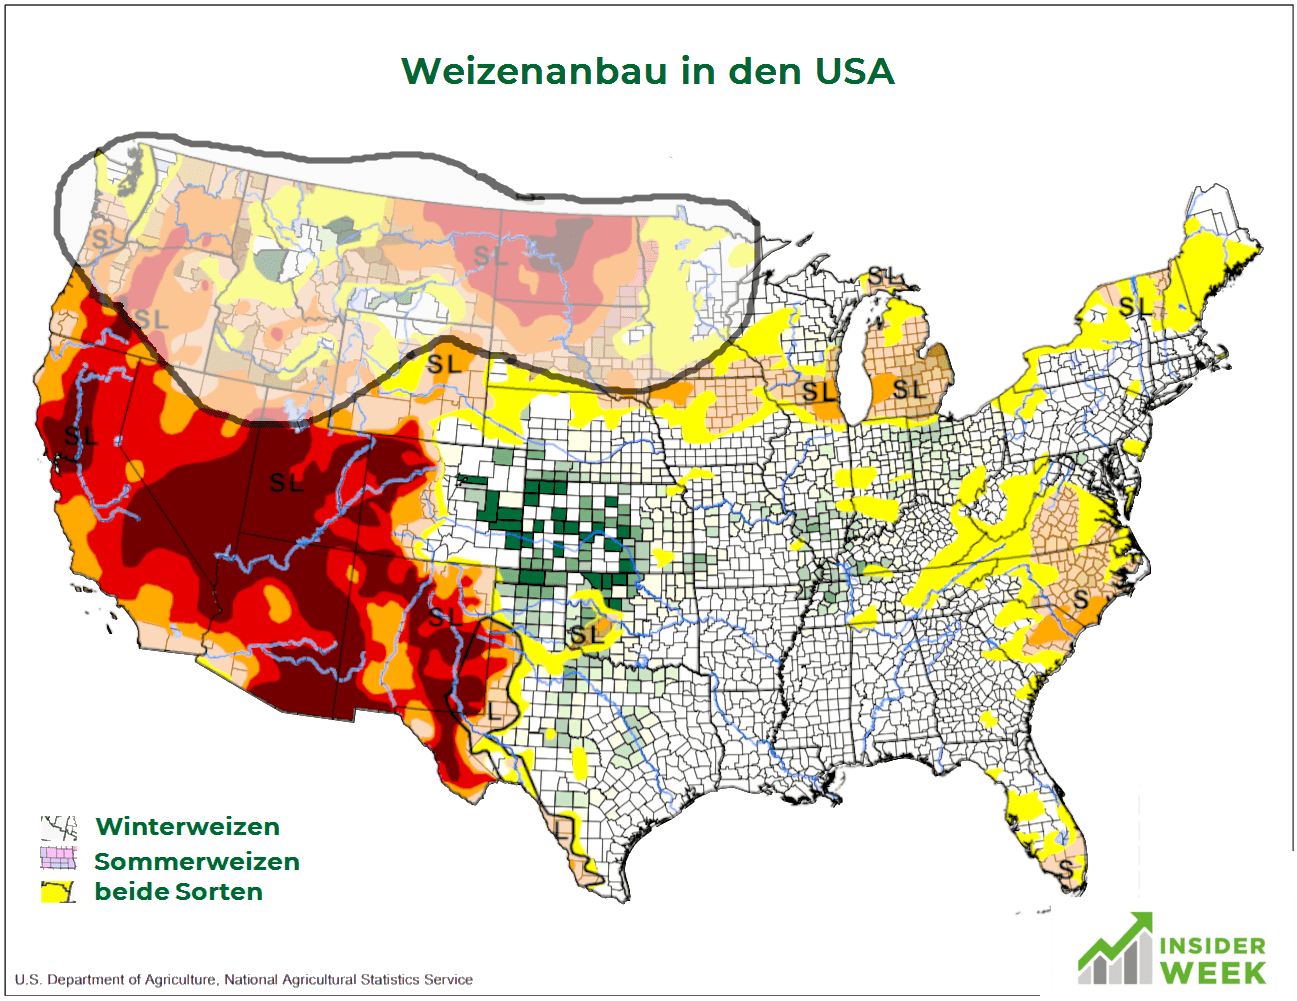 Weizenanbau in den USA
SL
SL
SL
SL
SL
SL
SL
SL
SL
SL
SL
S
SL
L
L
S
Winterweizen
Sommerweizen
beide Sorten
INSIDER
WEEK
U.S. Department of Agriculture, National Agricultural Statistics Service